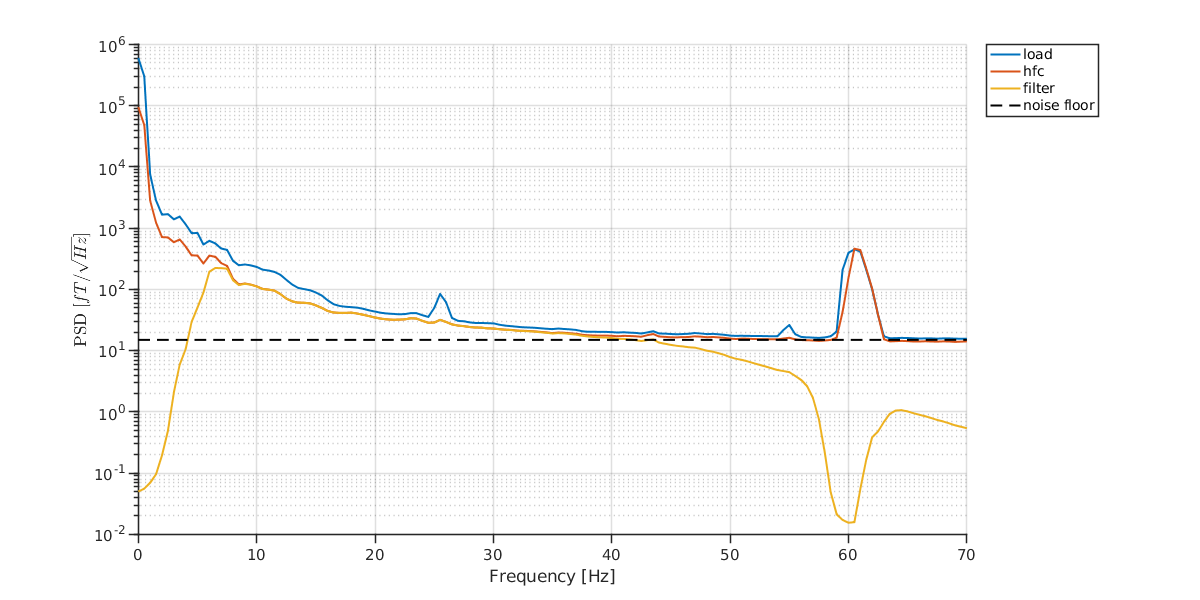 10^6
10^5
10^4
10^3
10^2
10^1
10^0
10^-1
10^-2
PSD [fT/√Hz]
0 10 20 30 40 50 60 70
Frequency [Hz]
load
hfc
filter
noise floor